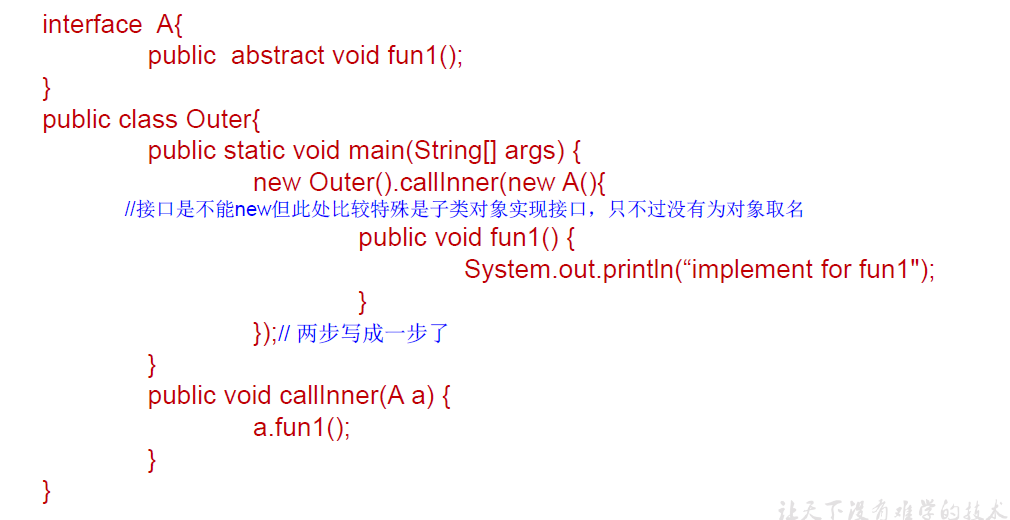 interface  A{
public  abstract void fun1();
}
public class Outer{
public static void main(String[] args) {
new Outer().callInner(new A(){
//接口是不能new但此处比较特殊是子类对象实现接口，只不过没有为对象取名
public void fun1() {
System.out.println(“implement for fun1");
}
});// 两步写成一步了
}
public void callInner(A a) {
a.fun1();
}
}
让天下没有难学的技术